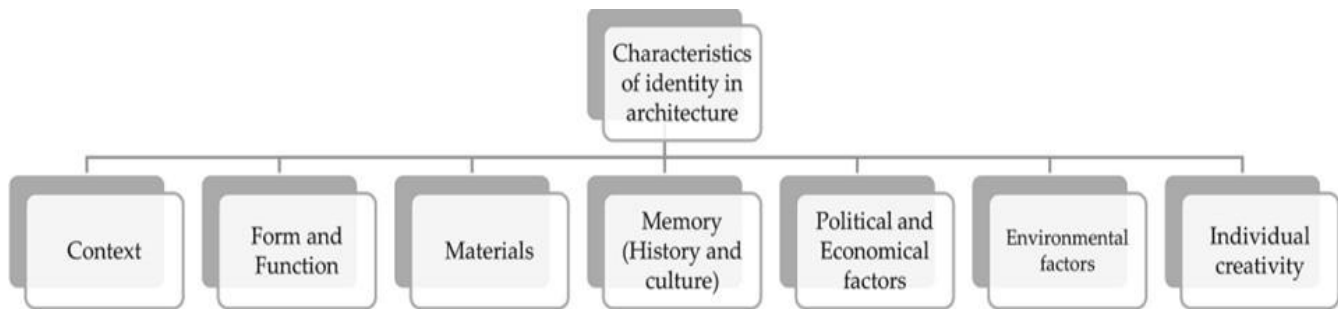 Characteristics
of identity in
architecture
Context
Form and
Function
Materials
Memory
(History and
culture)
Political and
Economical
factors
Environmental
factors
Individual
creativity